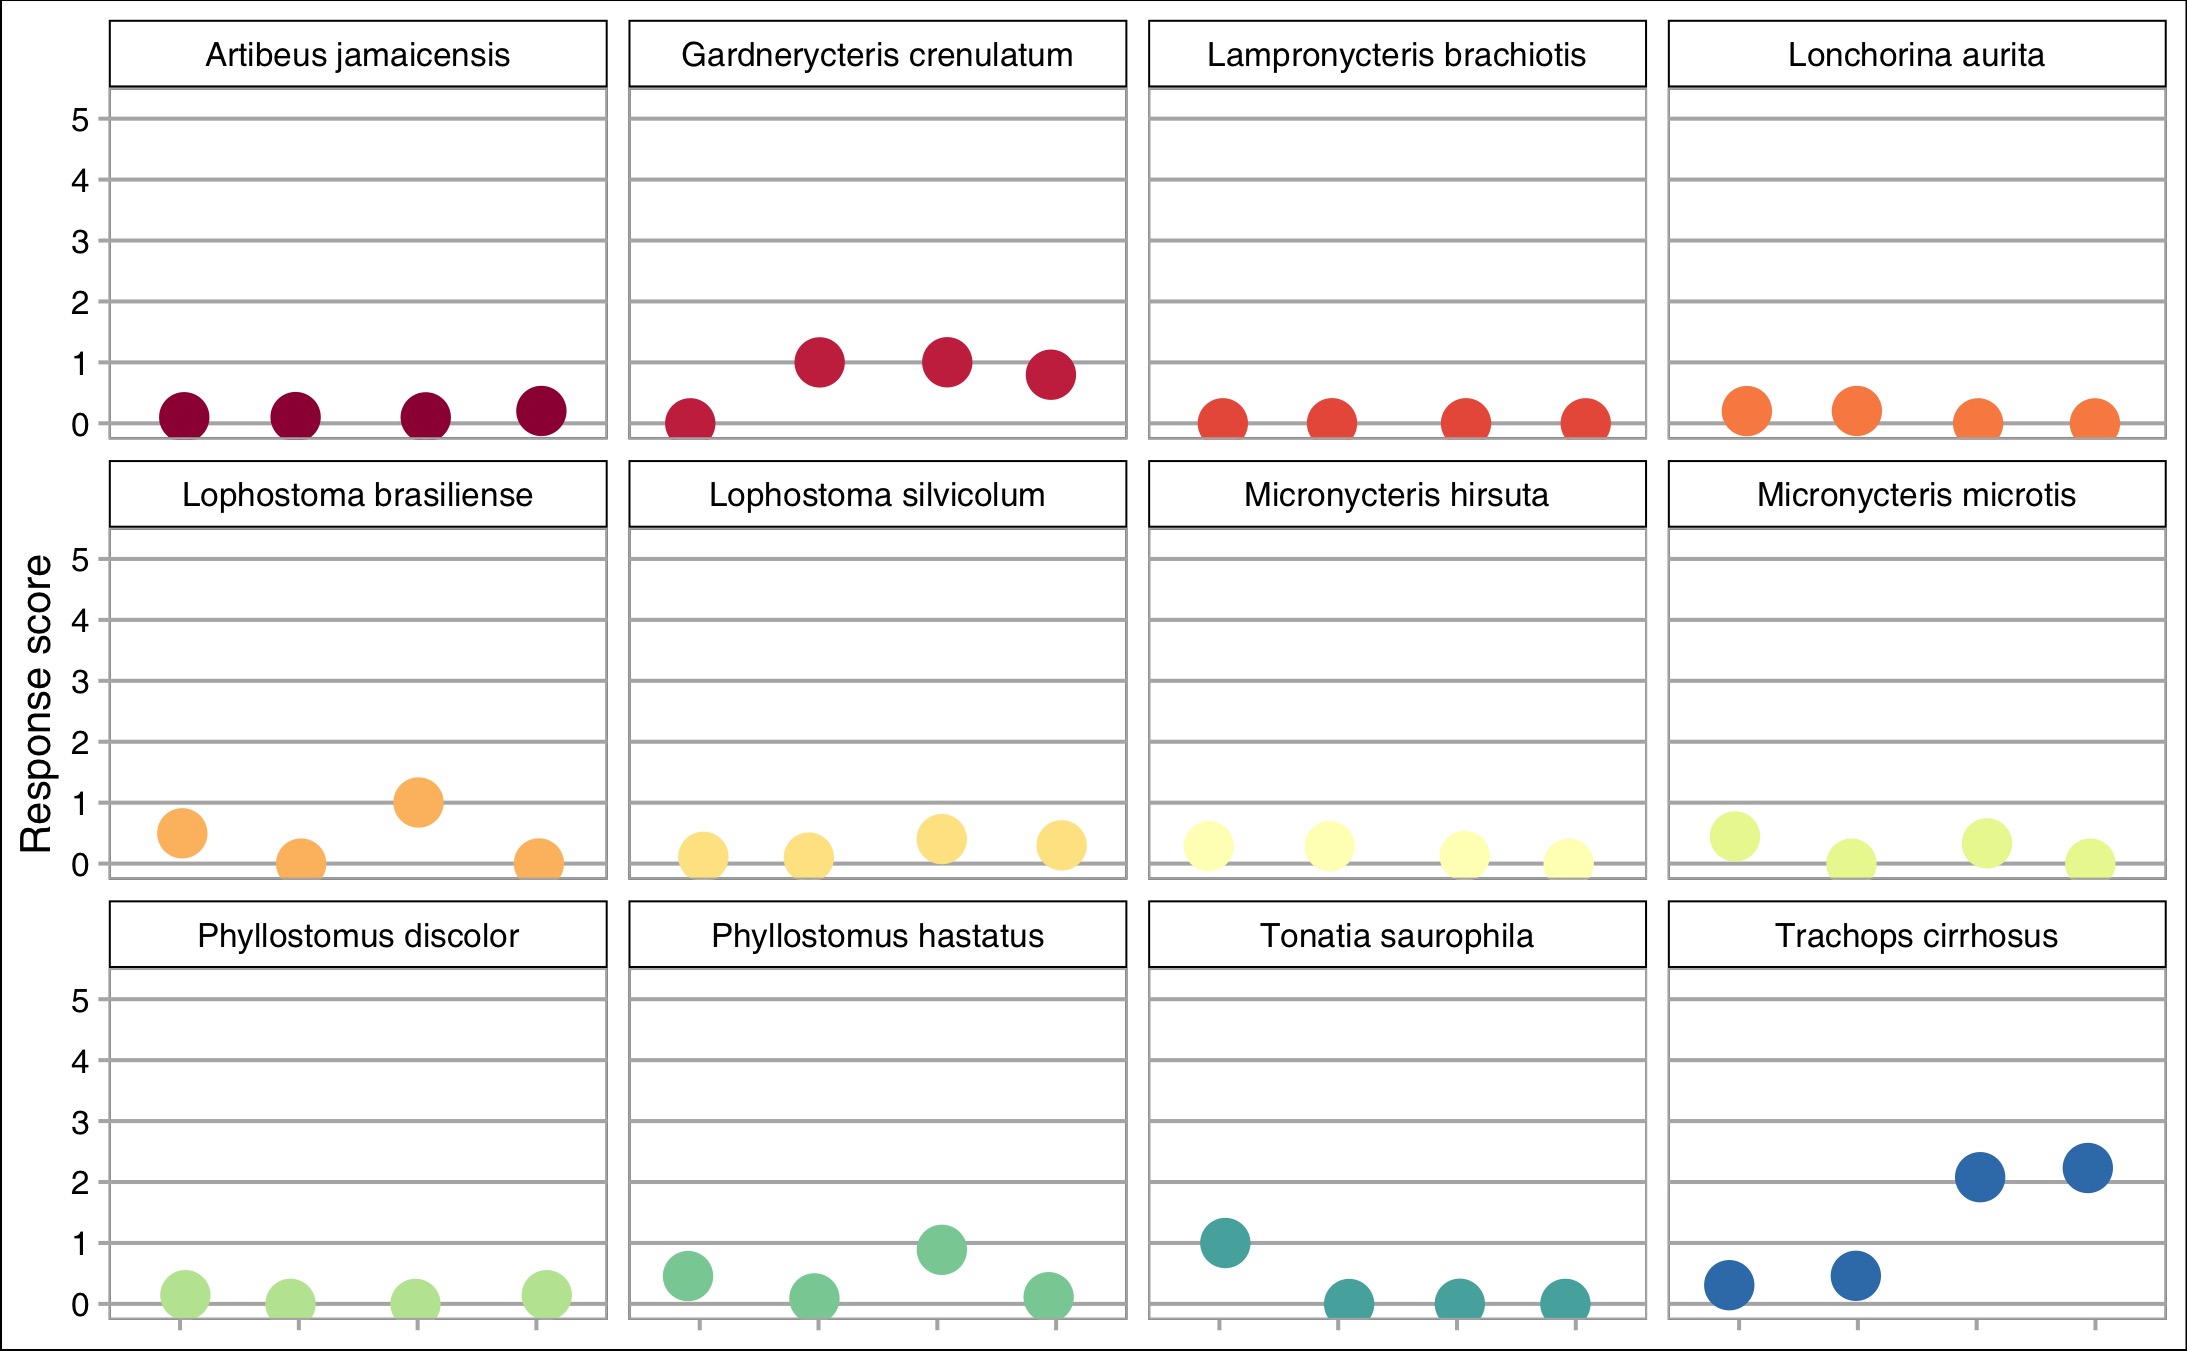 Artibeus jamaicensis
Gardnerycteris crenulatum
Lampronycteris brachiotis
Lonchorina aurita
5
4
3
2
1
0
Lophostoma brasiliense
Lophostoma silvicolum
Micronycteris hirsuta
Micronycteris microtis
Response score
5
4
3
2
1
0
Phyllostomus discolor
Phyllostomus hastatus
Tonatia saurophila
Trachops cirrhosus
5
4
3
2
1
0